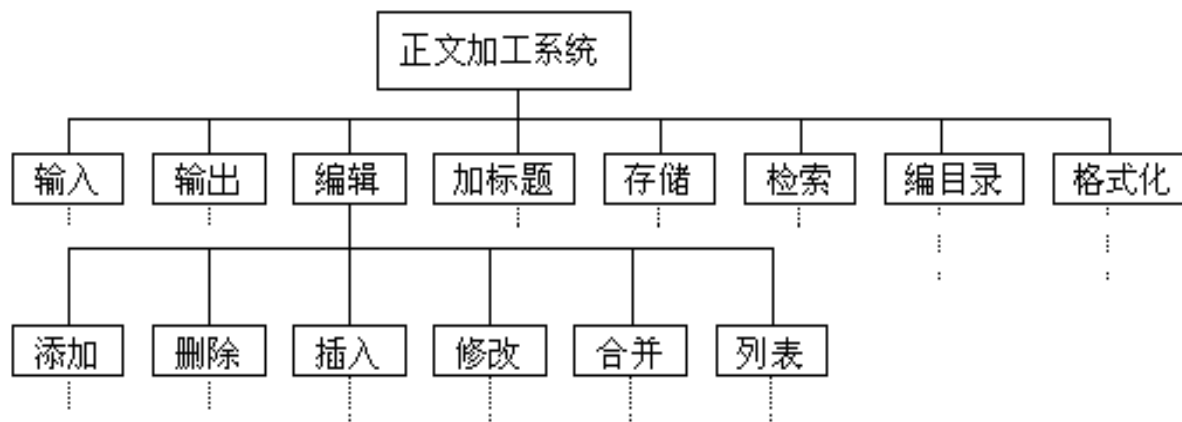 正文加工系统
输入 输出 编辑 加标题 存储 检索 编目录 格式化
添加 删除 插入 修改 合并 列表